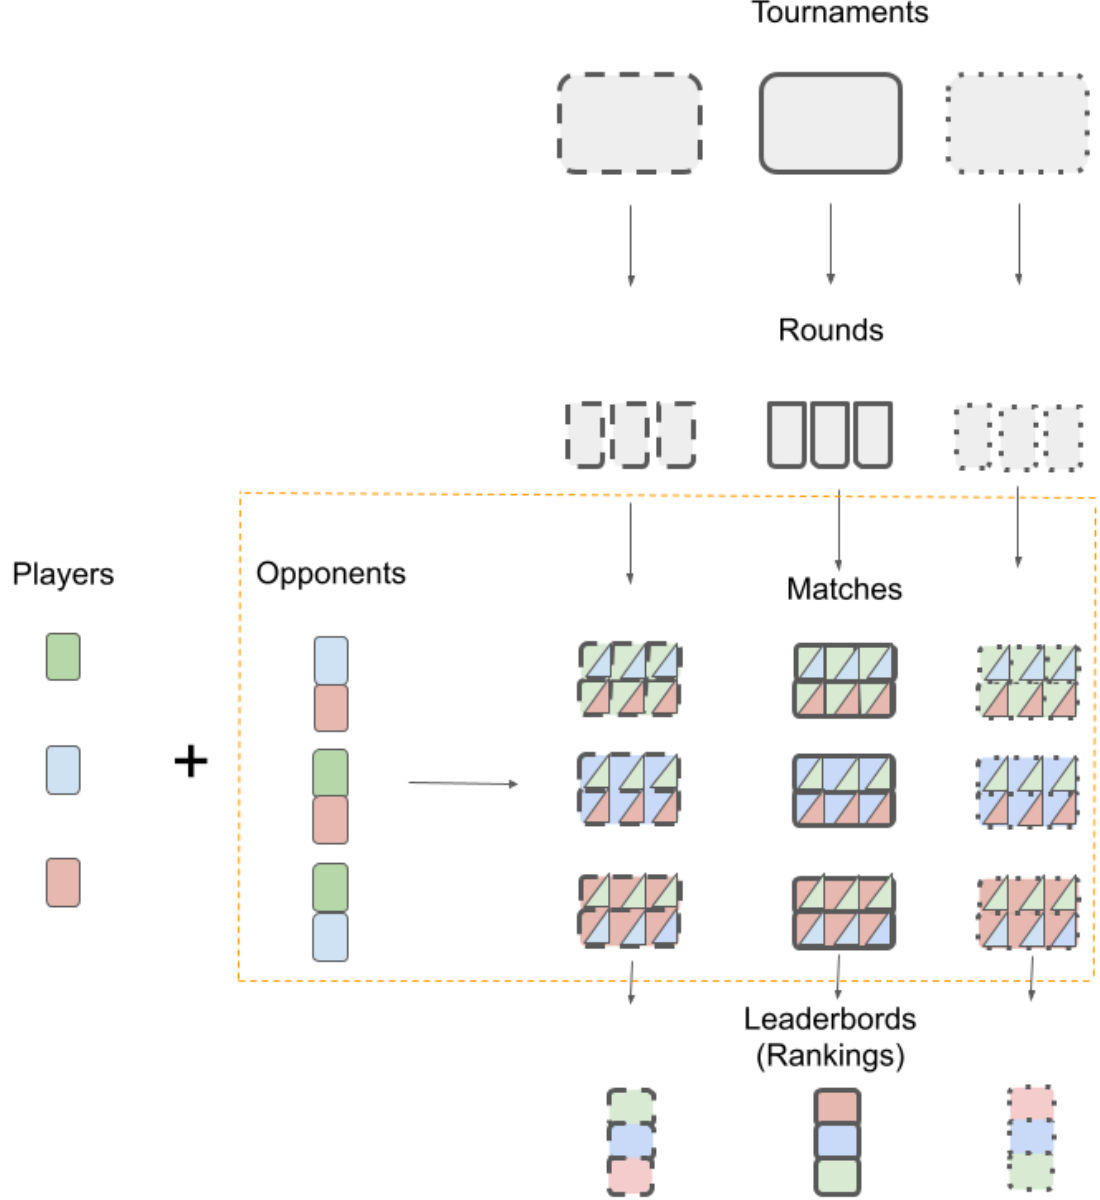 Tournaments
Rounds
Players
Opponents
Matches
+
Leaderbords
(Rankings)